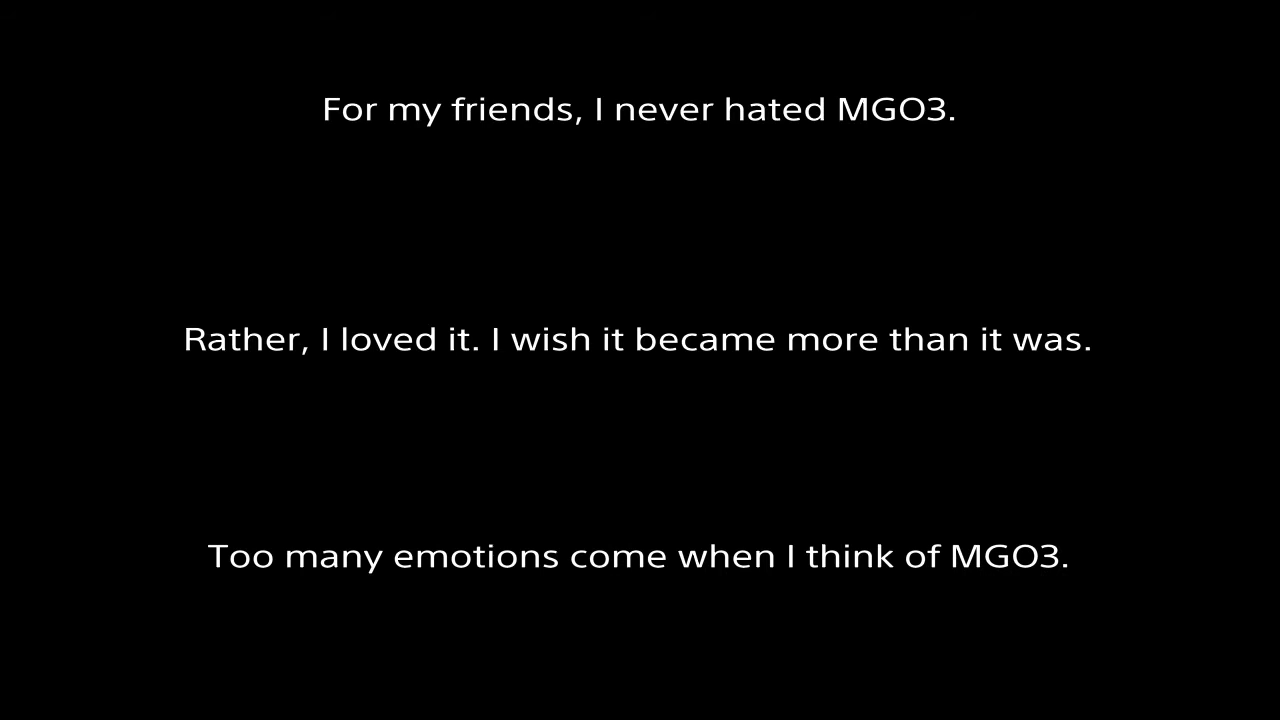 For my friends, I never hated MGO3.
Rather, I loved it. I wish it became more than it was.
Too many emotions come when I think of MGO3.